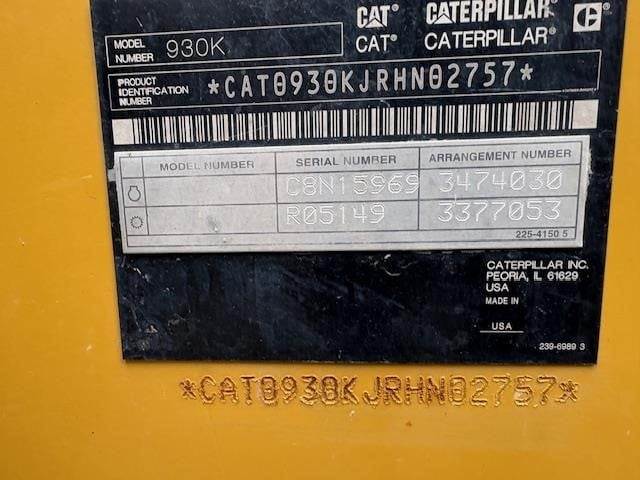 CAT CATERPILLAR
CAT® CATERPILLAR®
MODEL NUMBER 930K
PRODUCT IDENTIFICATION NUMBER *CAT0930KJRHN02757*
MODEL NUMBER SERIAL NUMBER ARRANGEMENT NUMBER
C8N15969 3474030
R05149 3377053
225-4150 5
CATERPILLAR INC.
PEORIA, IL 61629
USA
MADE IN
USA
239-6989 3
*CAT0930KJRHN02757*